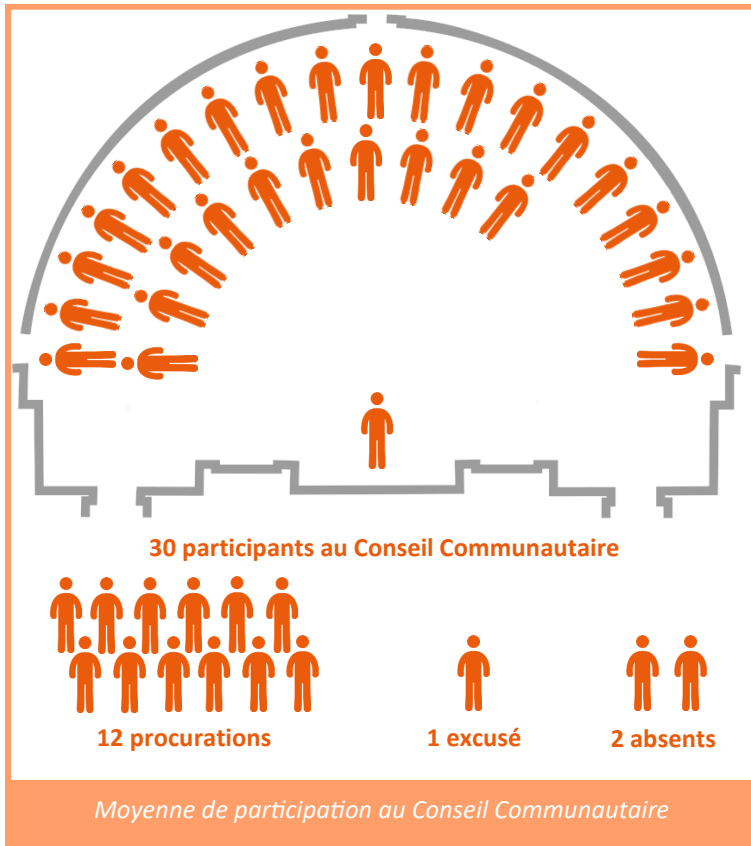 30 participants au Conseil Communautaire
12 procurations
1 excusé
2 absents
Moyenne de participation au Conseil Communautaire